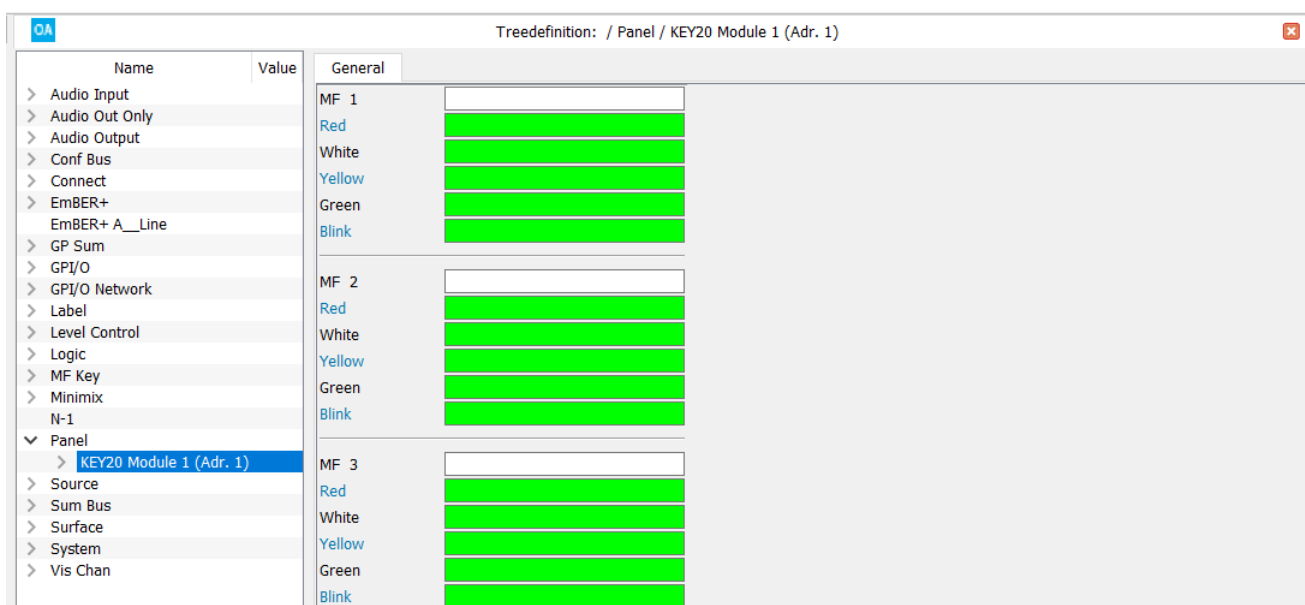 OA
Treedefinition: / Panel / KEY20 Module 1 (Adr. 1)
Name Value
Audio Input
Audio Out Only
Audio Output
Conf Bus
Connect
EmBER+
EmBER+ A__Line
GP Sum
GPI/O
GPI/O Network
Label
Level Control
Logic
MF Key
Minimix
N-1
Panel
KEY20 Module 1 (Adr. 1)
Source
Sum Bus
Surface
System
Vis Chan
General
MF 1
Red
White
Yellow
Green
Blink
MF 2
Red
White
Yellow
Green
Blink
MF 3
Red
White
Yellow
Green
Blink